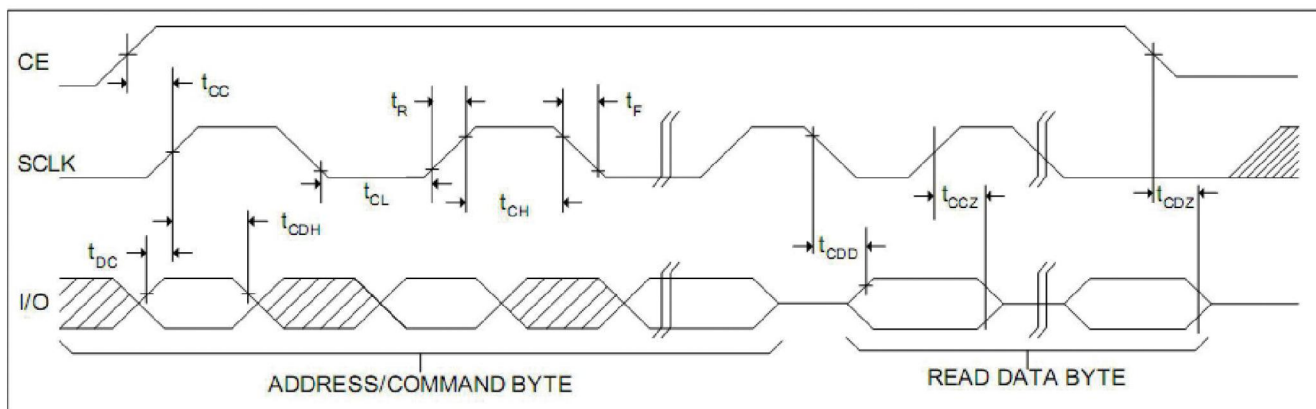 CE
tCC
tR
tF
SCLK
tCL
tCH
tCCZ
tCDZ
tCDH
tDC
tCDD
I/O
ADDRESS/COMMAND BYTE
READ DATA BYTE